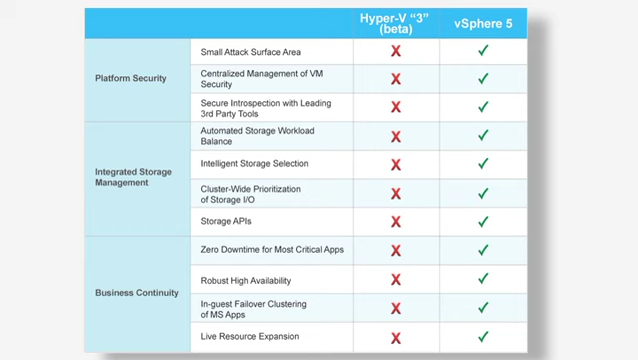 Hyper-V “3”
(beta)
vSphere 5
Platform Security
Small Attack Surface Area
Centralized Management of VM
Security
Secure Introspection with Leading
3rd Party Tools
Integrated Storage
Management
Automated Storage Workload
Balance
Intelligent Storage Selection
Cluster-Wide Prioritization
of Storage I/O
Storage APIs
Business Continuity
Zero Downtime for Most Critical Apps
Robust High Availability
In-guest Failover Clustering
of MS Apps
Live Resource Expansion